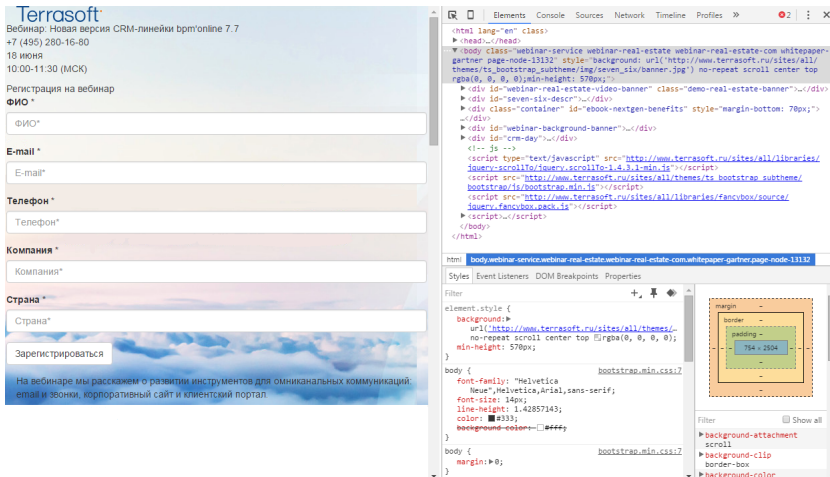 Terrasoft
Вебинар: Новая версия CRM-линейки bpm'online 7.7
+7 (495) 280-16-80
18 июня
10:00-11:30 (МСК)
Регистрация на вебинар
ФИО *
ФИО*
E-mail *
E-mail*
Телефон *
Телефон*
Компания *
Компания*
Страна *
Страна*
Зарегистрироваться
На вебинаре мы расскажем о развитии инструментов для омниканальных коммуникаций:
email и звонки, корпоративный сайт и клиентский портал
Elements Console Sources Network Timeline Profiles » 2
<html lang="en" class>
<head>…</head>
<body class="webinar-service webinar-real-estate webinar-real-estate-com whitepaper-
gartner page-node-13132" style="background: url('http://www.terrasoft.ru/sites/all/
themes/ts_bootstrap_subtheme/img/seven_six/banner.jpg') no-repeat scroll center top
rgba(0, 0, 0, 0);min-height: 570px;">
<div id="webinar-real-estate-video-banner" class="demo-real-estate-banner">…</div>
<div id="seven-six-descr">…</div>
<div class="container" id="ebook-nextgen-benefits" style="margin-bottom: 70px;">
…</div>
<div id="webinar-background-banner">…</div>
<div id="crm-day">…</div>
<!-- js -->
<script type="text/javascript" src="http://www.terrasoft.ru/sites/all/libraries/
jquery-scrollTo/jquery.scrollTo-1.4.3.1-min.js"></script>
<script src="http://www.terrasoft.ru/sites/all/themes/ts_bootstrap_subtheme/
bootstrap/js/bootstrap.min.js"></script>
<script src="http://www.terrasoft.ru/sites/all/libraries/fancybox/source/
jquery.fancybox.pack.js"></script>
<script>…</script>
</body>
</html>
html body.webinar-service.webinar-real-estate.webinar-real-estate-com.whitepaper-gartner.page-node-13132
Styles Event Listeners DOM Breakpoints Properties
Filter
element.style {
background:
url('http://www.terrasoft.ru/sites/all/themes/…
no-repeat scroll center top rgba(0, 0, 0, 0);
min-height: 570px;
}
body { bootstrap.min.css:7
font-family: "Helvetica
Neue",Helvetica,Arial,sans-serif;
font-size: 14px;
line-height: 1.42857143;
color: #333;
background-color: #fff;
}
body { bootstrap.min.css:7
margin: 0;
}
margin –
border –
padding –
754 × 2504
–
–
–
Filter Show all
background-attachment
scroll
background-clip
border-box
background-color